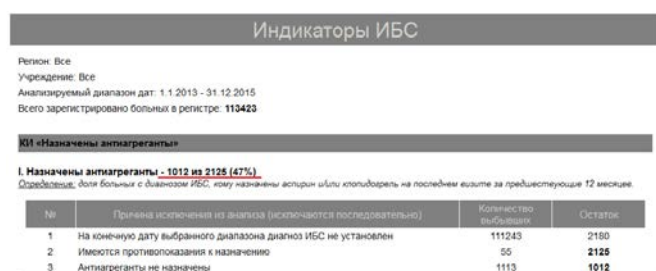 Индикаторы ИБС
Регион: Все
Учреждение: Все
Анализируемый диапазон дат: 1.1.2013 - 31.12.2015
Всего зарегистрировано больных в регистре: 113423
КИ «Назначены антиагреганты»
I. Назначены антиагреганты - 1012 из 2125 (47%)
Определение: доля больных с диагнозом ИБС, кому назначены аспирин и/или клопидогрель на последнем визите за предшествующие 12 месяцев.
№ Причина исключения из анализа (исключаются последовательно) Количество выбывших Остаток
1 На конечную дату выбранного диапазона диагноз ИБС не установлен 111243 2180
2 Имеются противопоказания к назначению 55 2125
3 Антиагреганты не назначены 1113 1012